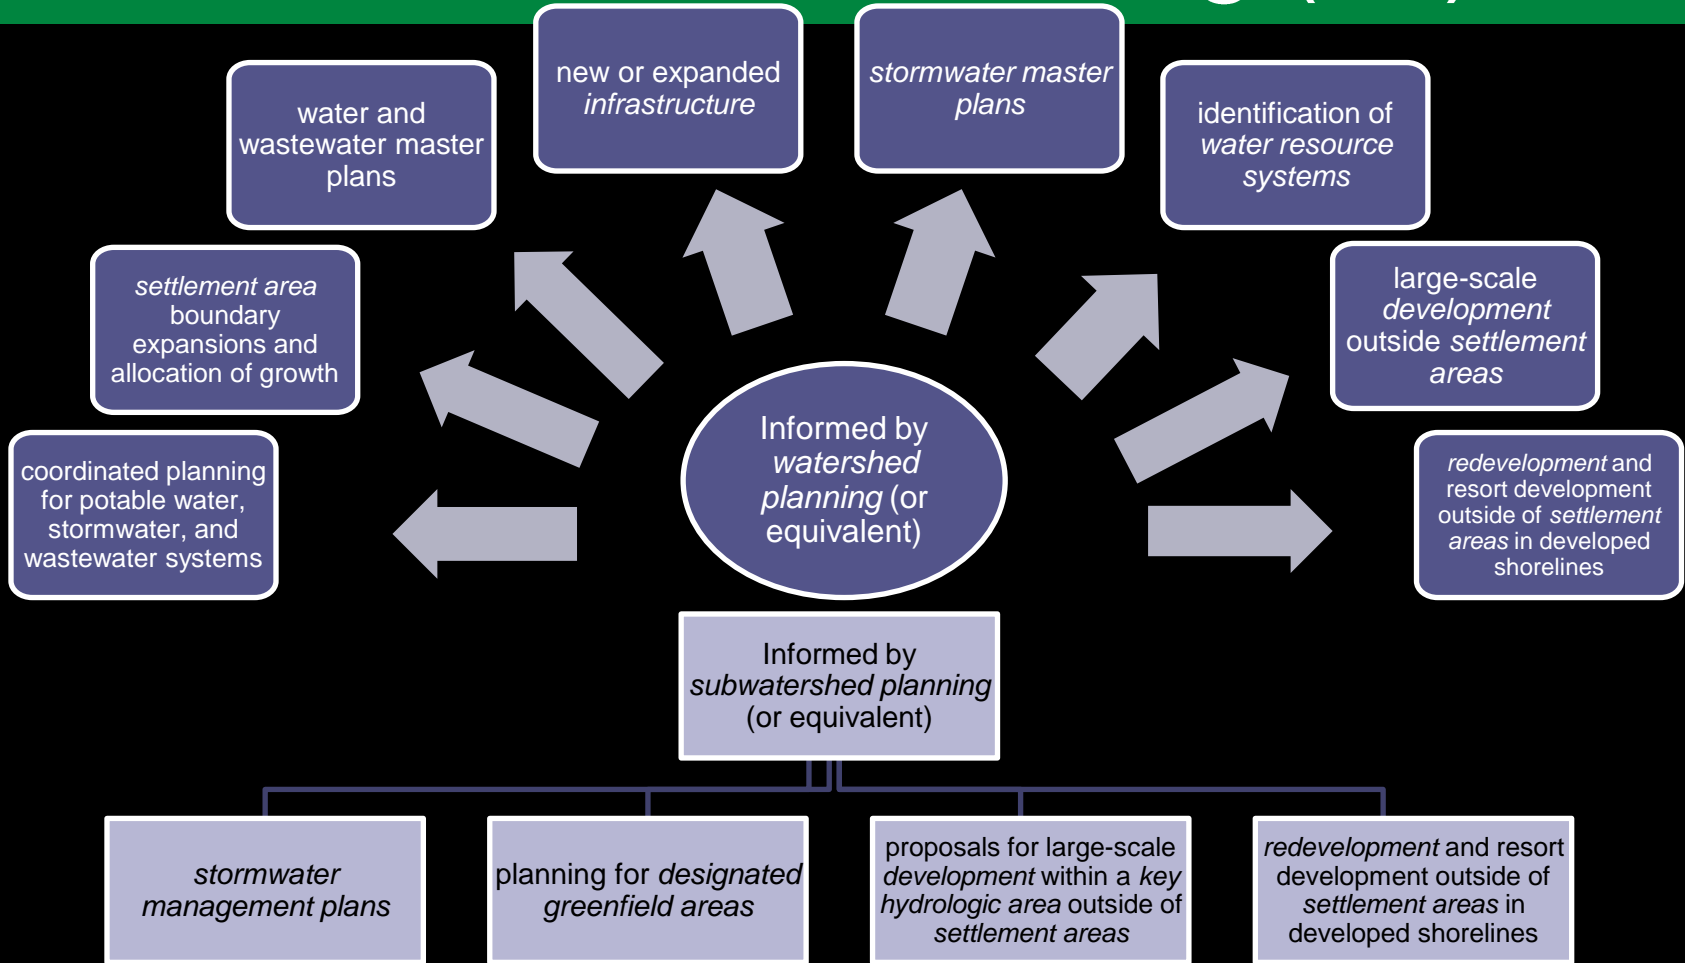 new or expanded
infrastructure
stormwater master
plans
water and
wastewater master
plans
identification of
water resource
systems
settlement area
boundary
expansions and
allocation of growth
large-scale
development
outside settlement
areas
coordinated planning
for potable water,
stormwater, and
wastewater systems
Informed by
watershed
planning (or
equivalent)
redevelopment and
resort development
outside of settlement
areas in developed
shorelines
Informed by
subwatershed planning
(or equivalent)
stormwater
management plans
planning for designated
greenfield areas
proposals for large-scale
development within a key
hydrologic area outside of
settlement areas
redevelopment and resort
development outside of
settlement areas in
developed shorelines